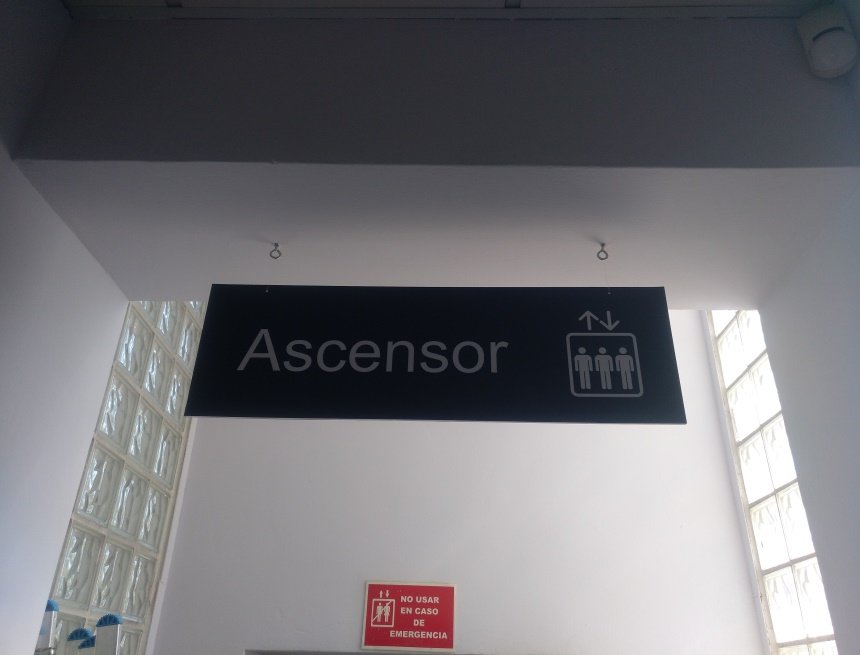 Ascensor
NO USAR
EN CASO
DE
EMERGENCIA